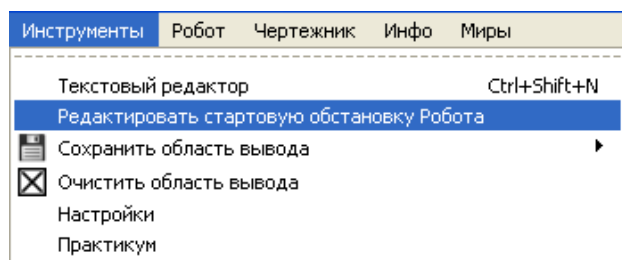 Инструменты Робот Чертежник Инфо Миры
Текстовый редактор Ctrl+Shift+N
Редактировать стартовую обстановку Робота
Сохранить область вывода
Очистить область вывода
Настройки
Практикум